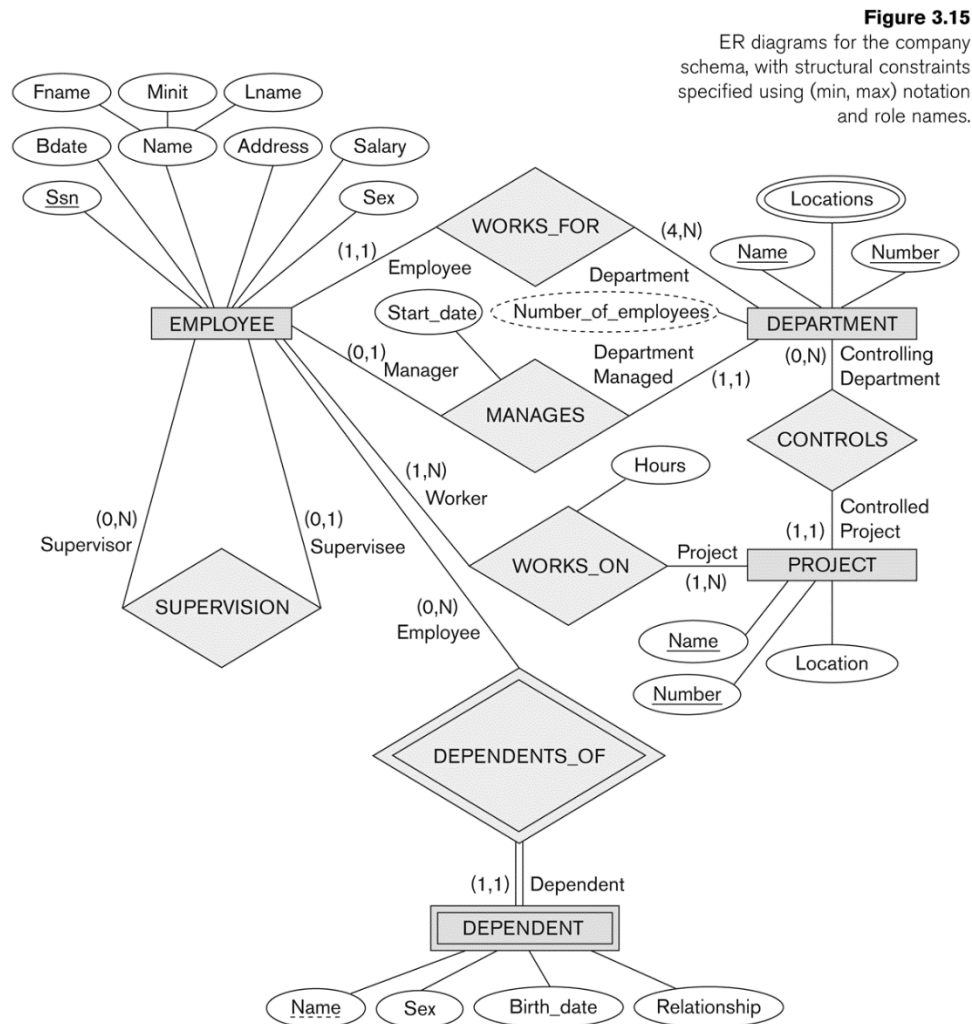 Figure 3.15
ER diagrams for the company
schema, with structural constraints
specified using (min, max) notation
and role names.
Fname
Minit
Lname
Bdate
Name
Address
Salary
Ssn
Sex
WORKS_FOR
Locations
Name
Number
(1,1)
Employee
(4,N)
Department
Start_date
Number_of_employees
EMPLOYEE
DEPARTMENT
(0,1)
Manager
Department
Managed
(1,1)
(0,N)
Controlling
Department
MANAGES
CONTROLS
Hours
(1,N)
Worker
(0,N)
Supervisor
(0,1)
Supervisee
Controlled
Project
(1,1)
WORKS_ON
Project
(1,N)
PROJECT
SUPERVISION
(0,N)
Employee
Name
Location
Number
DEPENDENTS_OF
(1,1)
Dependent
DEPENDENT
Name
Sex
Birth_date
Relationship